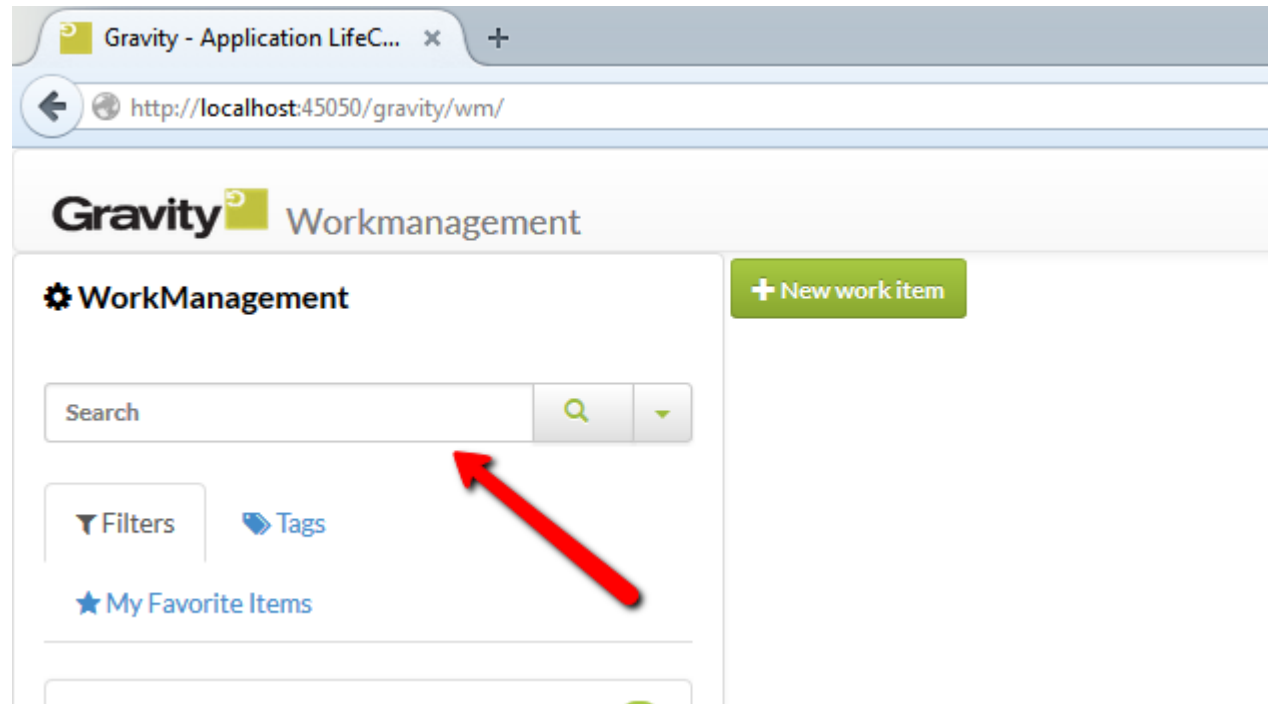 Gravity - Application LifeC...
http://localhost:45050/gravity/wm/
Gravity Workmanagement
WorkManagement
New work item
Search
Filters
Tags
My Favorite Items